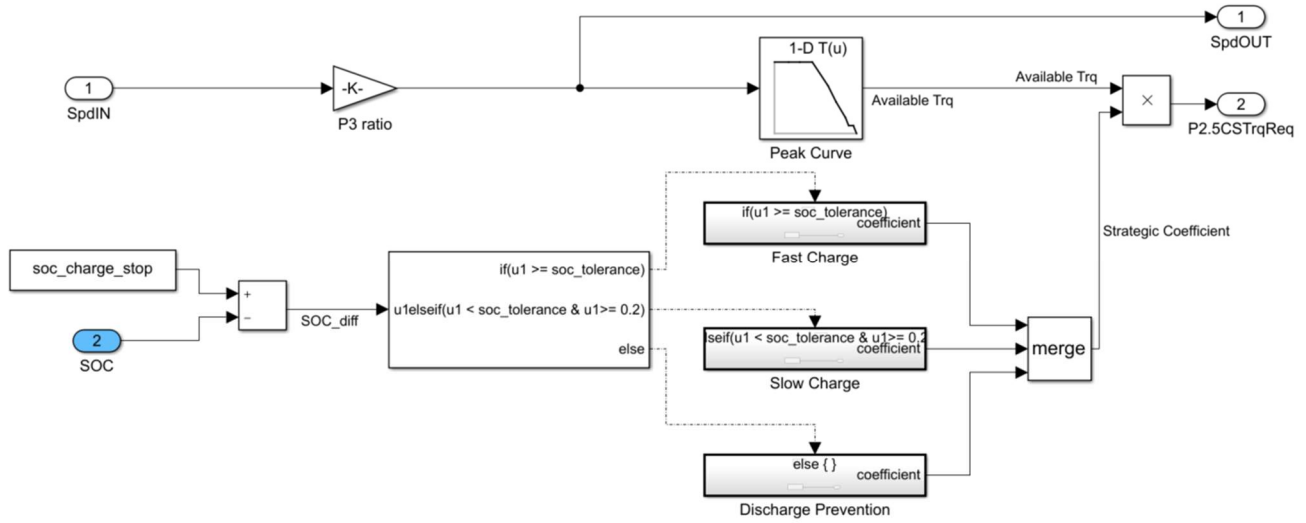 1
SpdOUT
1-D T(u)
1
SpdIN
-K-
P3 ratio
Available Trq
Available Trq
×
2
P2.5CSTrqReq
Peak Curve
if(u1 >= soc_tolerance)
coefficient
Fast Charge
Strategic Coefficient
soc_charge_stop
+
−
SOC_diff
2
SOC
if(u1 >= soc_tolerance)
u1elseif(u1 < soc_tolerance & u1>= 0.2)
else
lseif(u1 < soc_tolerance & u1>= 0.2
coefficient
Slow Charge
merge
else { }
coefficient
Discharge Prevention